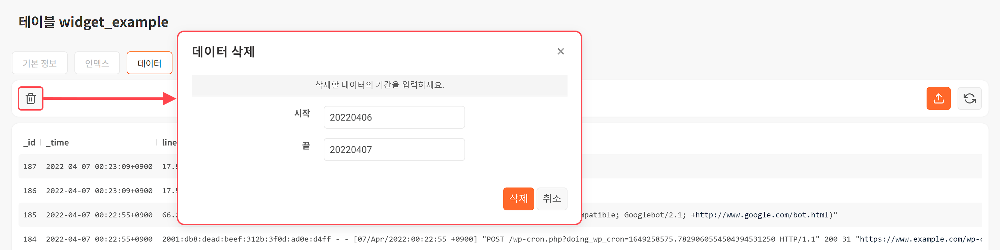 테이블 widget_example
기본 정보 인덱스 데이터
데이터 삭제
삭제할 데이터의 기간을 입력하세요.
시작 20220406
끝 20220407
삭제 취소
_id _time line
187 2022-04-07 00:23:09+0900 17.5
186 2022-04-07 00:23:09+0900 17.5
185 2022-04-07 00:22:55+0900 66.2 mpatible; Googlebot/2.1; +http://www.google.com/bot.html)"
184 2022-04-07 00:22:55+0900 2001:db8:dead:beef:312b:3f0d:ad0e:d4ff - - [07/Apr/2022:00:22:55 +0900] "POST /wp-cron.php?doing_wp_cron=1649258575.7829060554504394531250 HTTP/1.1" 200 31 "https://www.example.com/wp-c